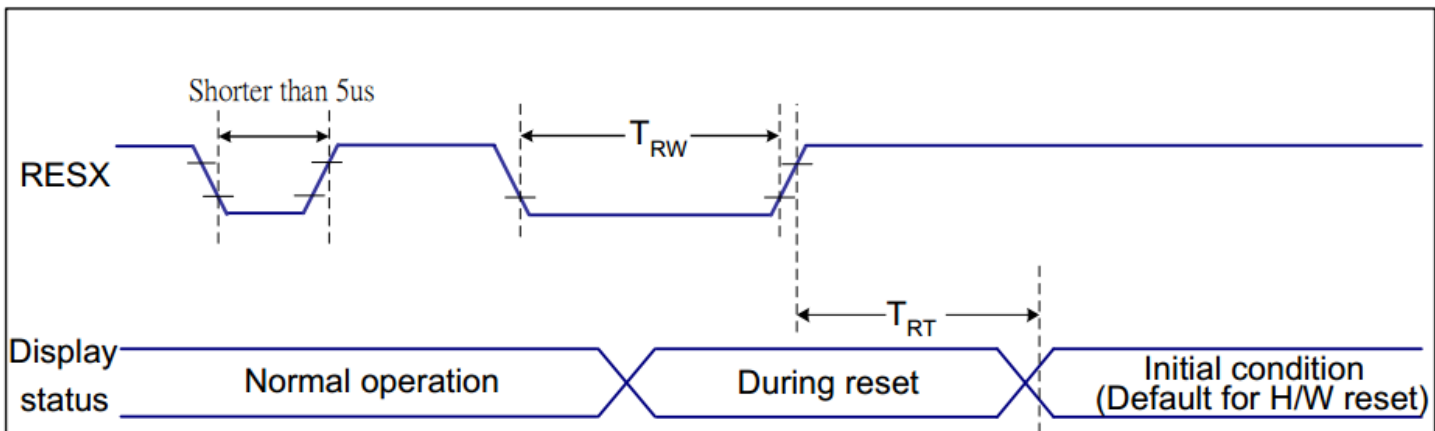 Shorter than 5us
RESX
TRW
TRT
Display
status
Normal operation
During reset
Initial condition
(Default for H/W reset)